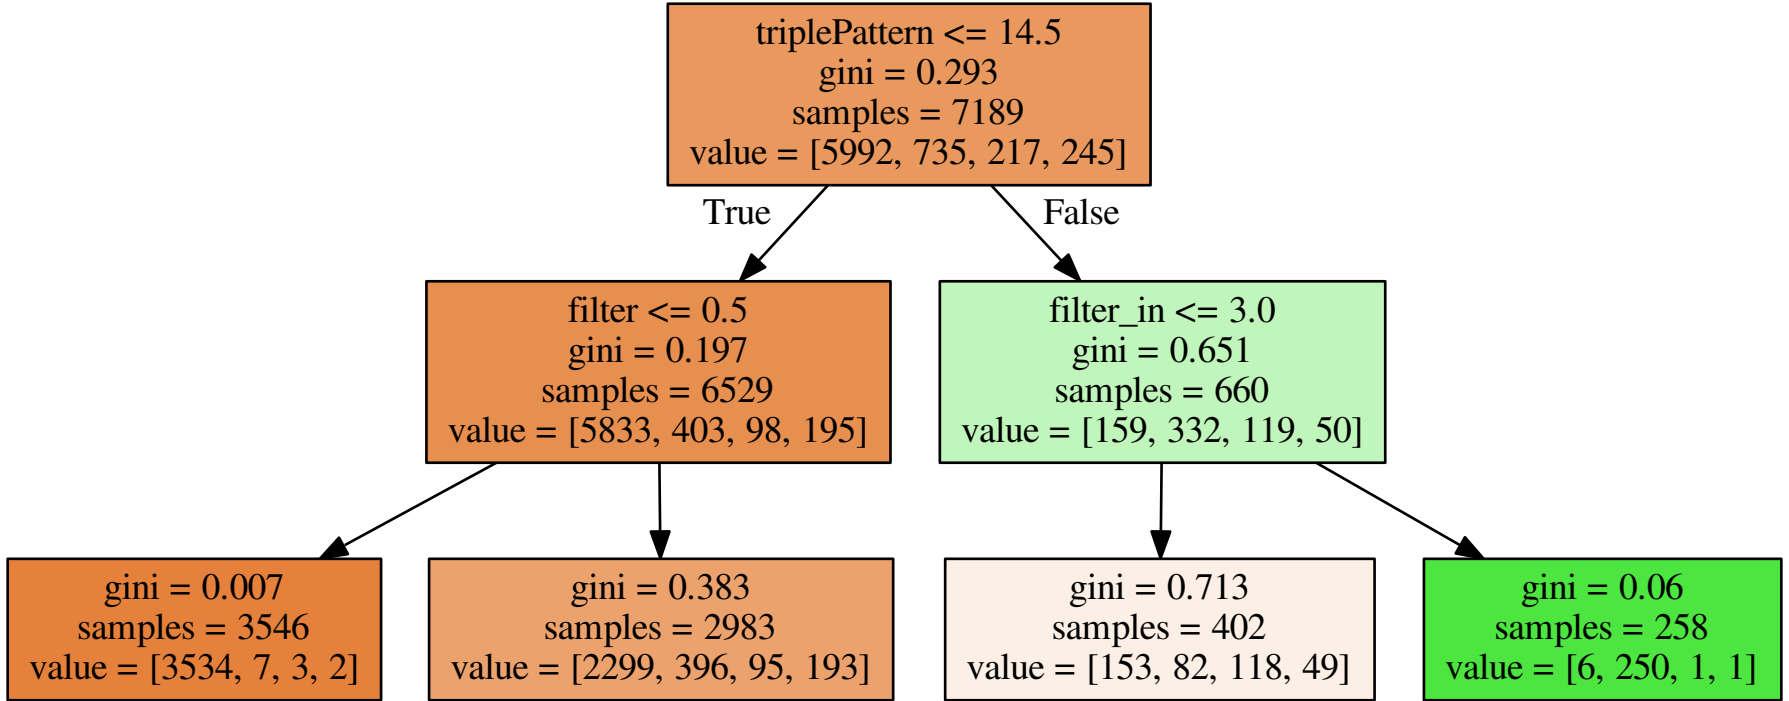 triplePattern <= 14.5
gini = 0.293
samples = 7189
value = [5992, 735, 217, 245]
True
False
filter <= 0.5
gini = 0.197
samples = 6529
value = [5833, 403, 98, 195]
filter_in <= 3.0
gini = 0.651
samples = 660
value = [159, 332, 119, 50]
gini = 0.007
samples = 3546
value = [3534, 7, 3, 2]
gini = 0.383
samples = 2983
value = [2299, 396, 95, 193]
gini = 0.713
samples = 402
value = [153, 82, 118, 49]
gini = 0.06
samples = 258
value = [6, 250, 1, 1]